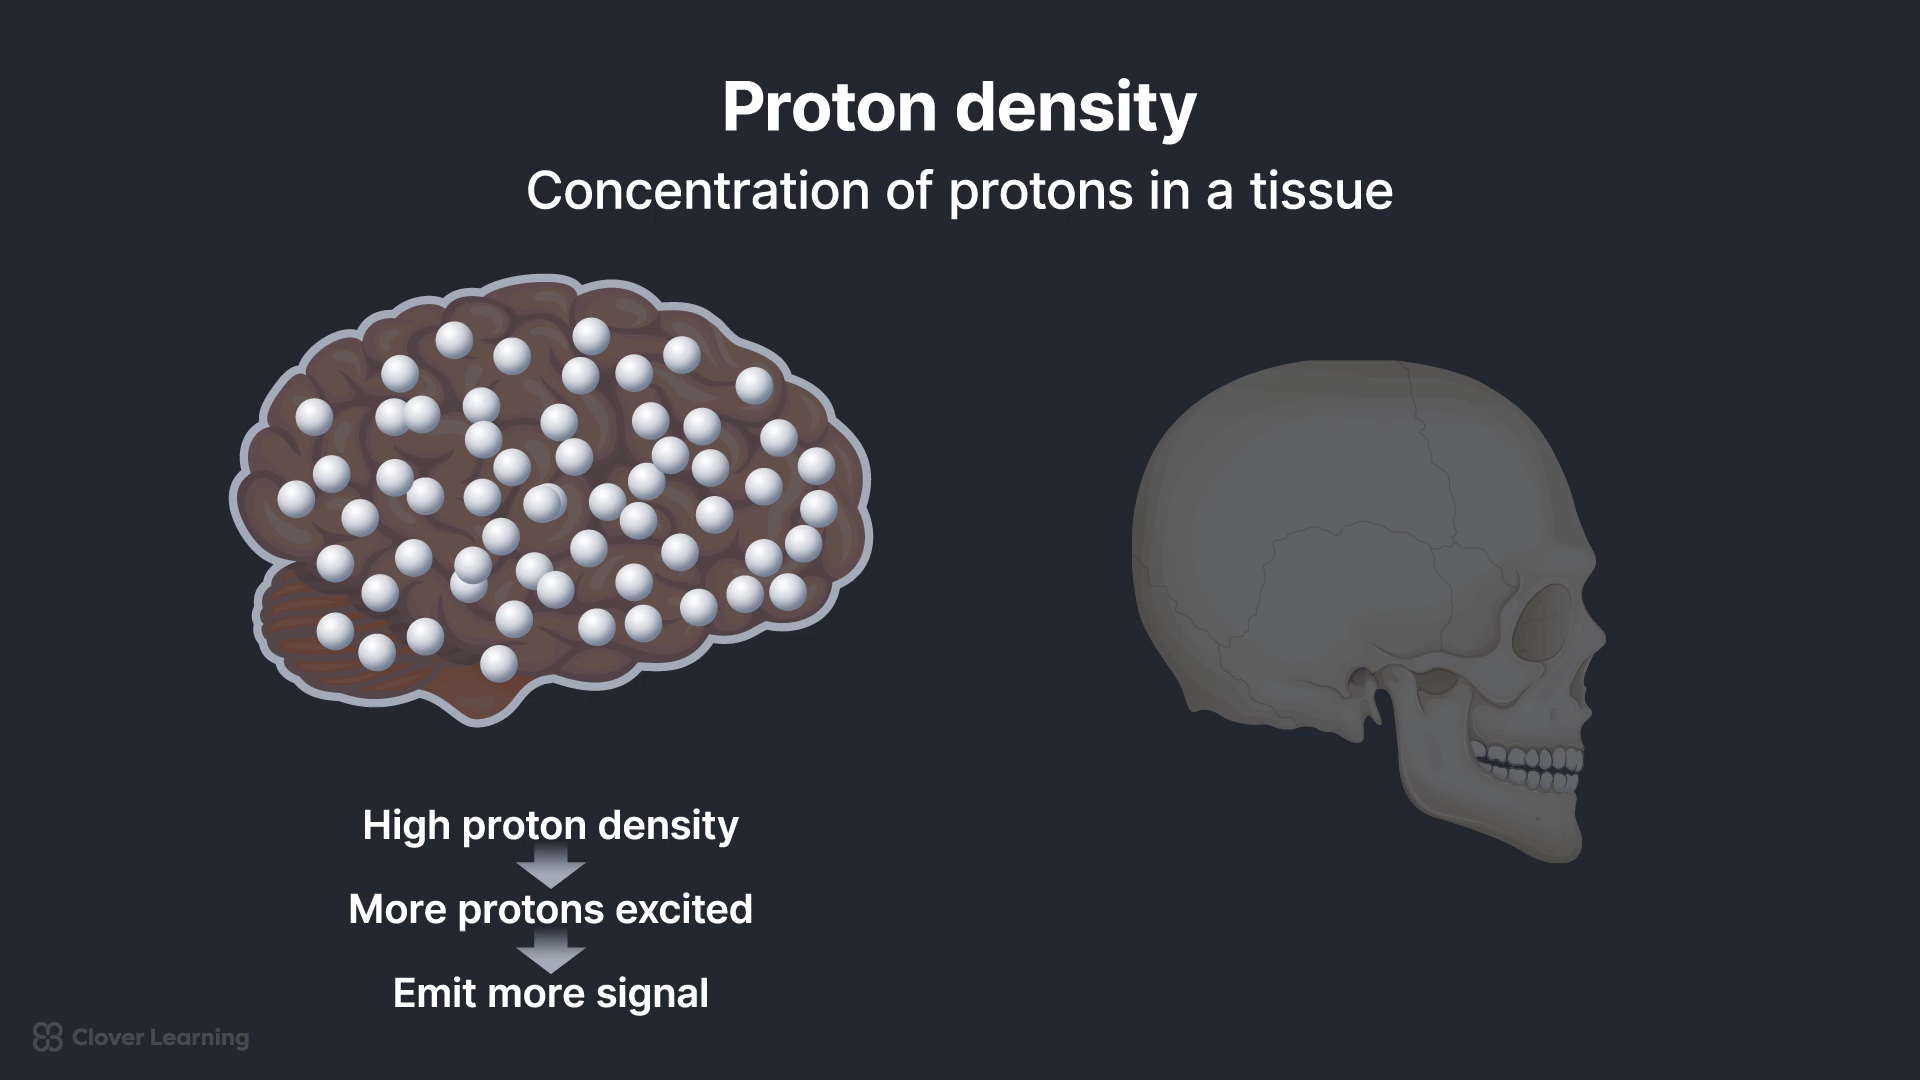 Proton density
Concentration of protons in a tissue
High proton density
More protons excited
Emit more signal
Clover Learning